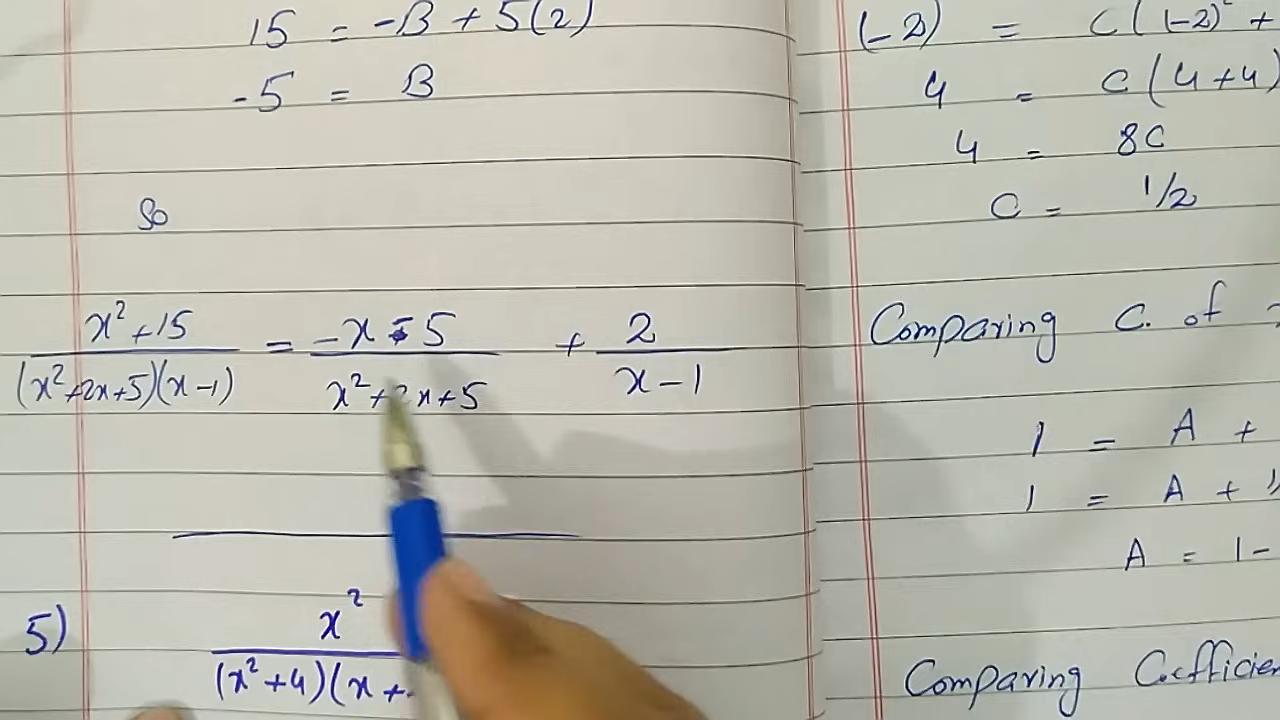 15 = -B + 5(2)
-5 = B
So
x² + 15 / (x² + 2x + 5)(x - 1) = -x - 5 / x² + 2x + 5 + 2 / x - 1
5) x² / (x² + 4)(x +
(-2) = C((-2)² +
4 = C(4+4)
4 = 8C
C = 1/2
Comparing C. of
1 = A +
1 = A +
A = 1 -
Comparing Coefficien